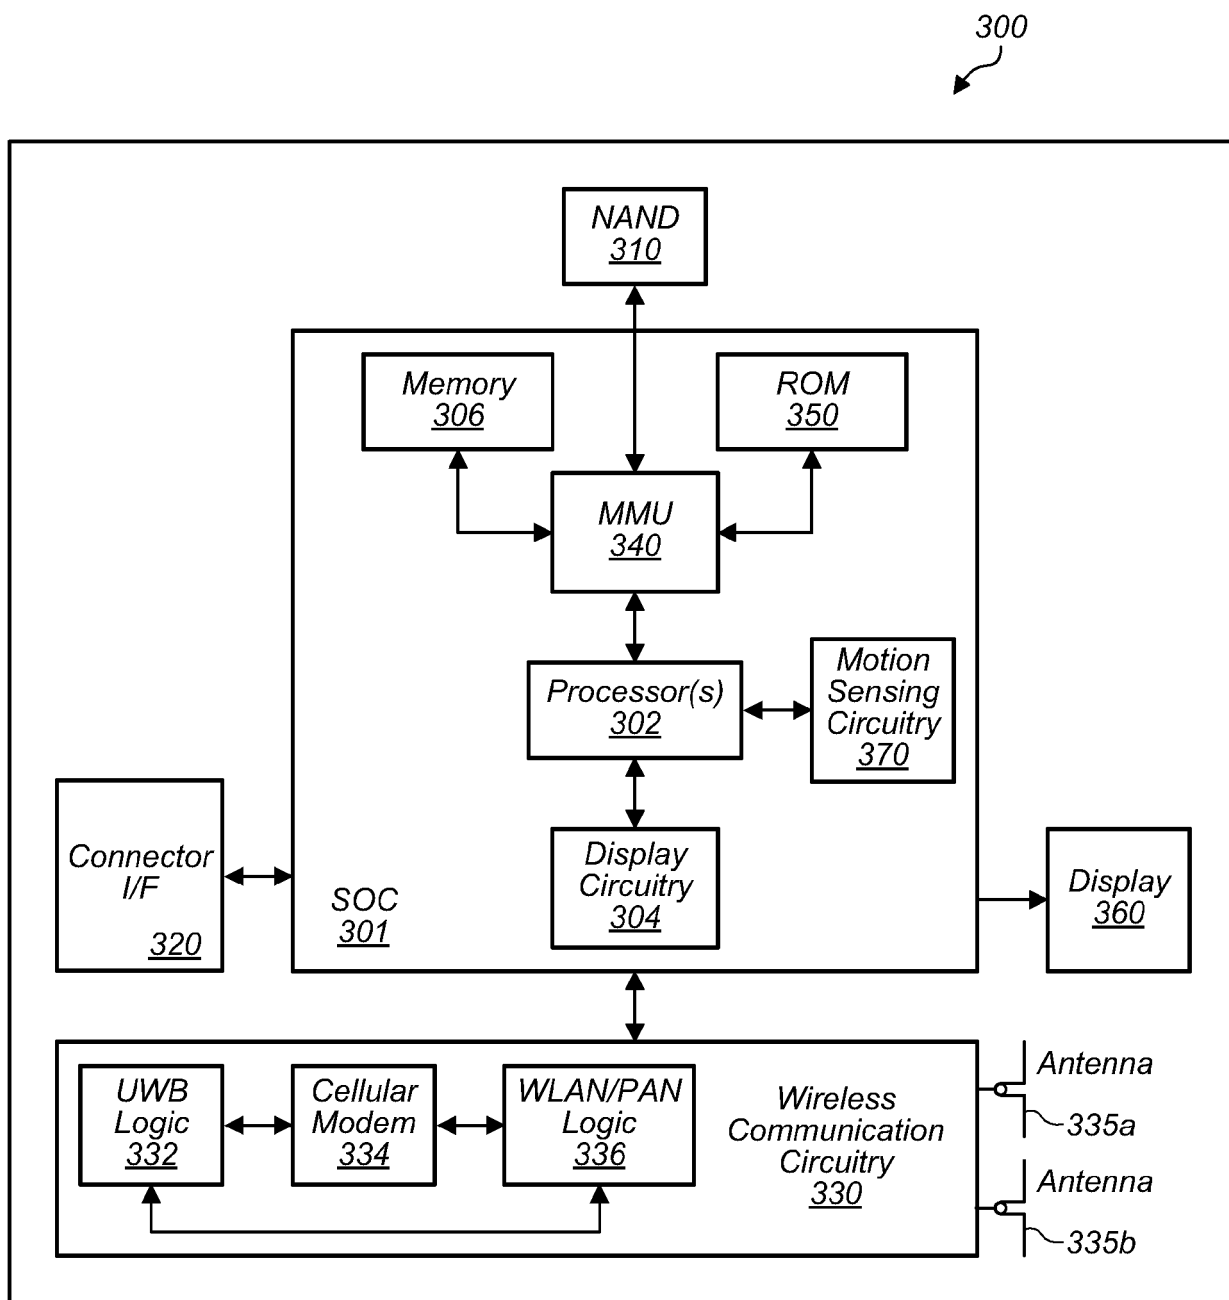 300
NAND
310
Memory
306
ROM
350
MMU
340
Processor(s)
302
Motion
Sensing
Circuitry
370
Connector
I/F
320
SOC
301
Display
Circuitry
304
Display
360
UWB
Logic
332
Cellular
Modem
334
WLAN/PAN
Logic
336
Wireless
Communication
Circuitry
330
Antenna
335a
Antenna
335b